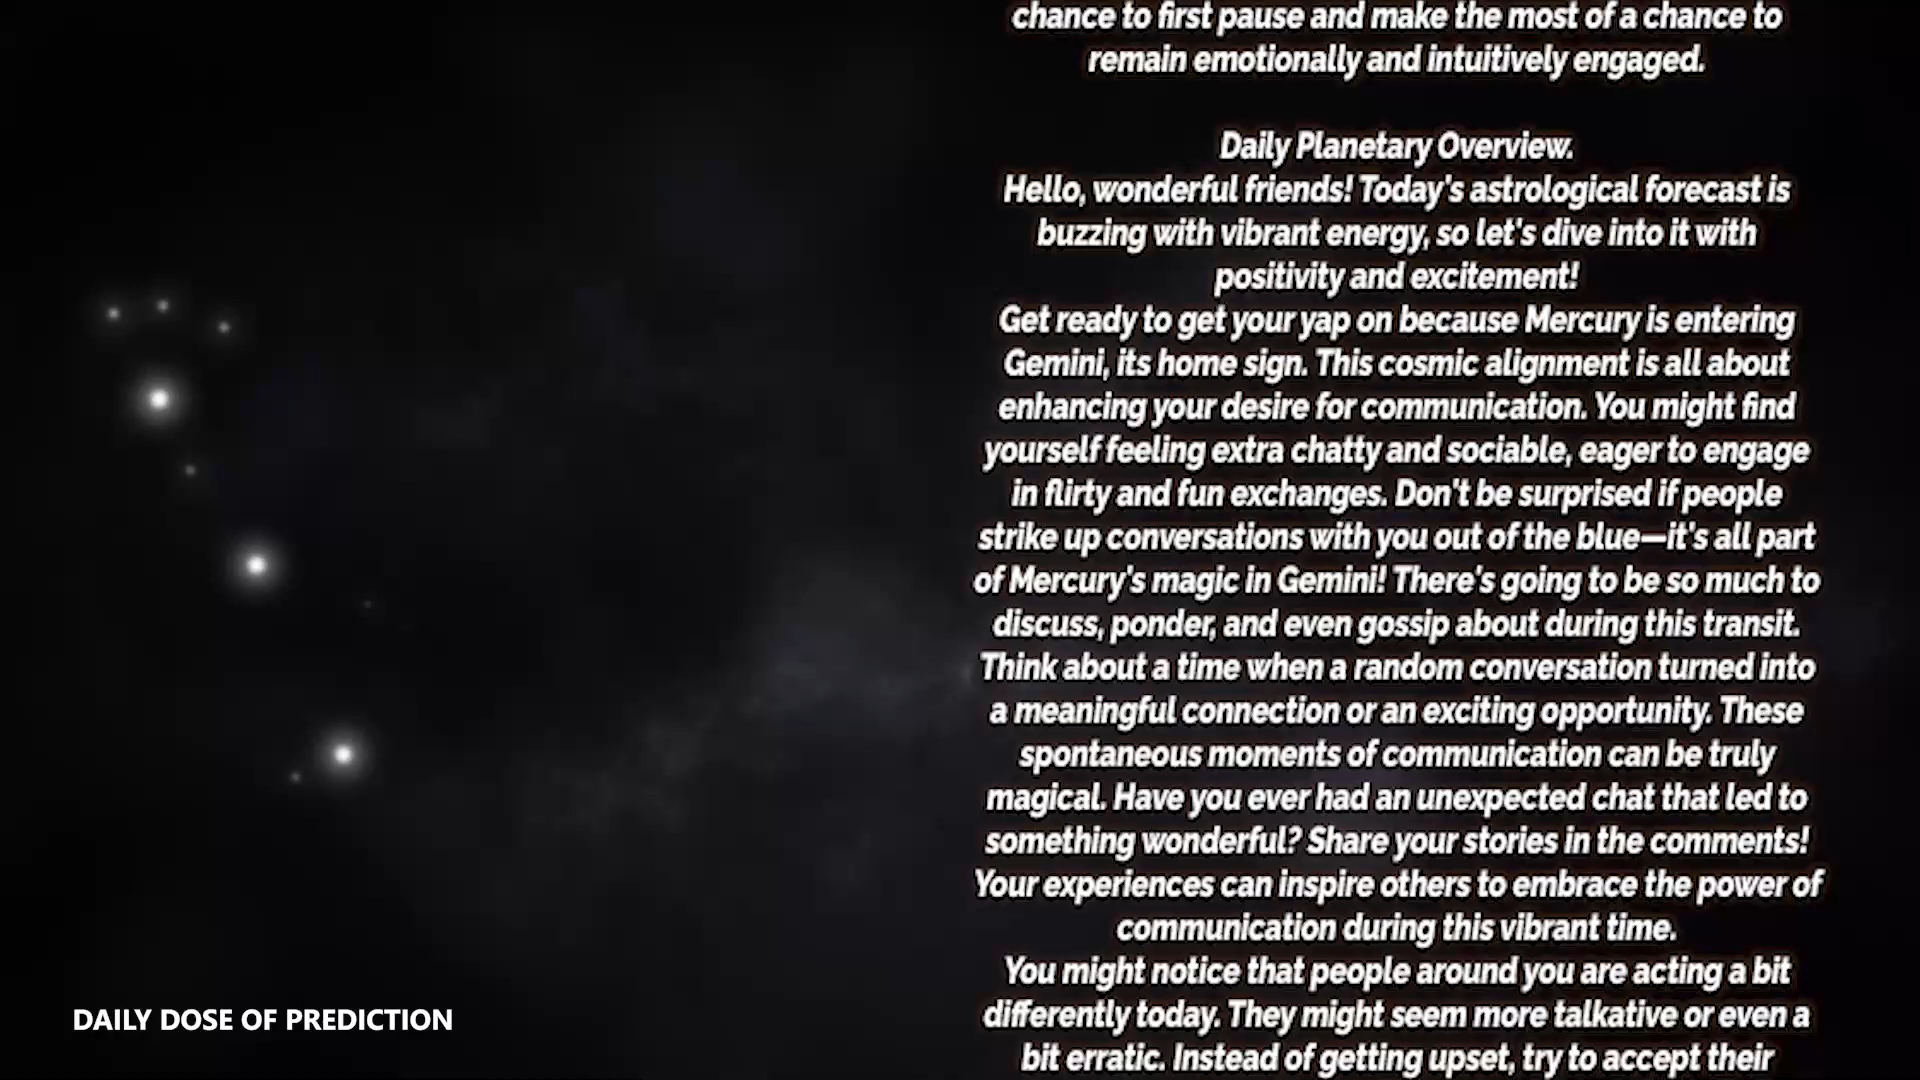 chance to first pause and make the most of a chance to
remain emotionally and intuitively engaged.
Daily Planetary Overview.
Hello, wonderful friends! Today's astrological forecast is
buzzing with vibrant energy, so let's dive into it with
positivity and excitement!
Get ready to get your yap on because Mercury is entering
Gemini, its home sign. This cosmic alignment is all about
enhancing your desire for communication. You might find
yourself feeling extra chatty and sociable, eager to engage
in flirty and fun exchanges. Don't be surprised if people
strike up conversations with you out of the blue—it's all part
of Mercury's magic in Gemini! There's going to be so much to
discuss, ponder, and even gossip about during this transit.
Think about a time when a random conversation turned into
a meaningful connection or an exciting opportunity. These
spontaneous moments of communication can be truly
magical. Have you ever had an unexpected chat that led to
something wonderful? Share your stories in the comments!
Your experiences can inspire others to embrace the power of
communication during this vibrant time.
You might notice that people around you are acting a bit
differently today. They might seem more talkative or even a
bit erratic. Instead of getting upset, try to accept their
DAILY DOSE OF PREDICTION